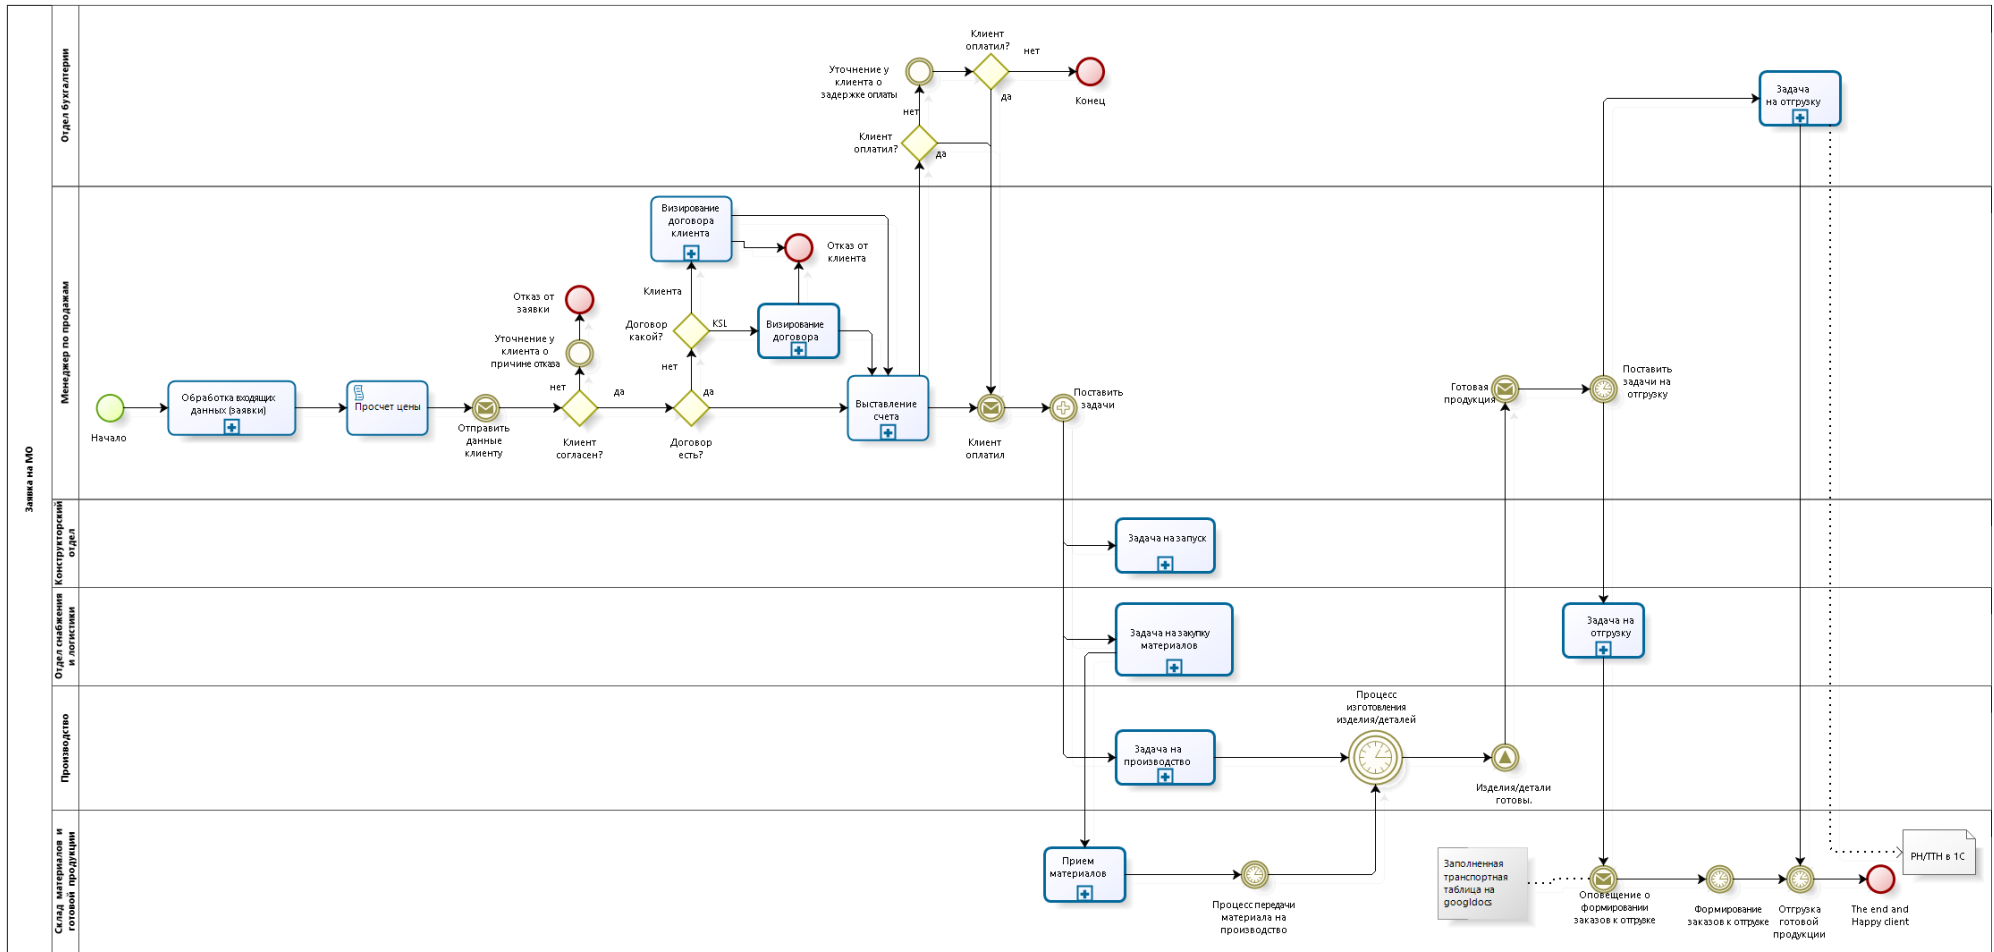 Заявка на МО
Отдел бухгалтерии
Клиент
оплатил?
нет
Уточнение у
клиента о
задержке оплаты
да
Конец
нет
Клиент
оплатил?
да
Задача
на отгрузку
Менеджер по продажам
Визирование
договора
клиента
Отказ от
клиента
Клиента
Отказ от
заявки
Договор
какой?
KSL
Визирование
договора
Уточнение у
клиента о
причине отказа
нет
нет
да
да
Начало
Обработка входящих
данных (заявки)
Просчет цены
Отправить
данные
клиенту
Клиент
согласен?
Договор
есть?
Выставление
счета
Клиент
оплатил
Поставить
задачи
Готовая
продукция
Поставить
задачи на
отгрузку
Конструкторский
отдел
Задача на запуск
Отдел снабжения
и логистики
Задача на закупку
материалов
Задача на
отгрузку
Производство
Задача на
производство
Процесс
изготовления
изделия/деталей
Изделия/детали
готовы.
Склад материалов и
готовой продукции
Прием
материалов
Процесс передачи
материала на
производство
Заполненная
транспортная
таблица на
googldocs
Оповещение о
формировании
заказов к отгрузке
Формирование
заказов к отгрузке
Отгрузка
готовой
продукции
The end and
Happy client
РН/ТТН в 1С